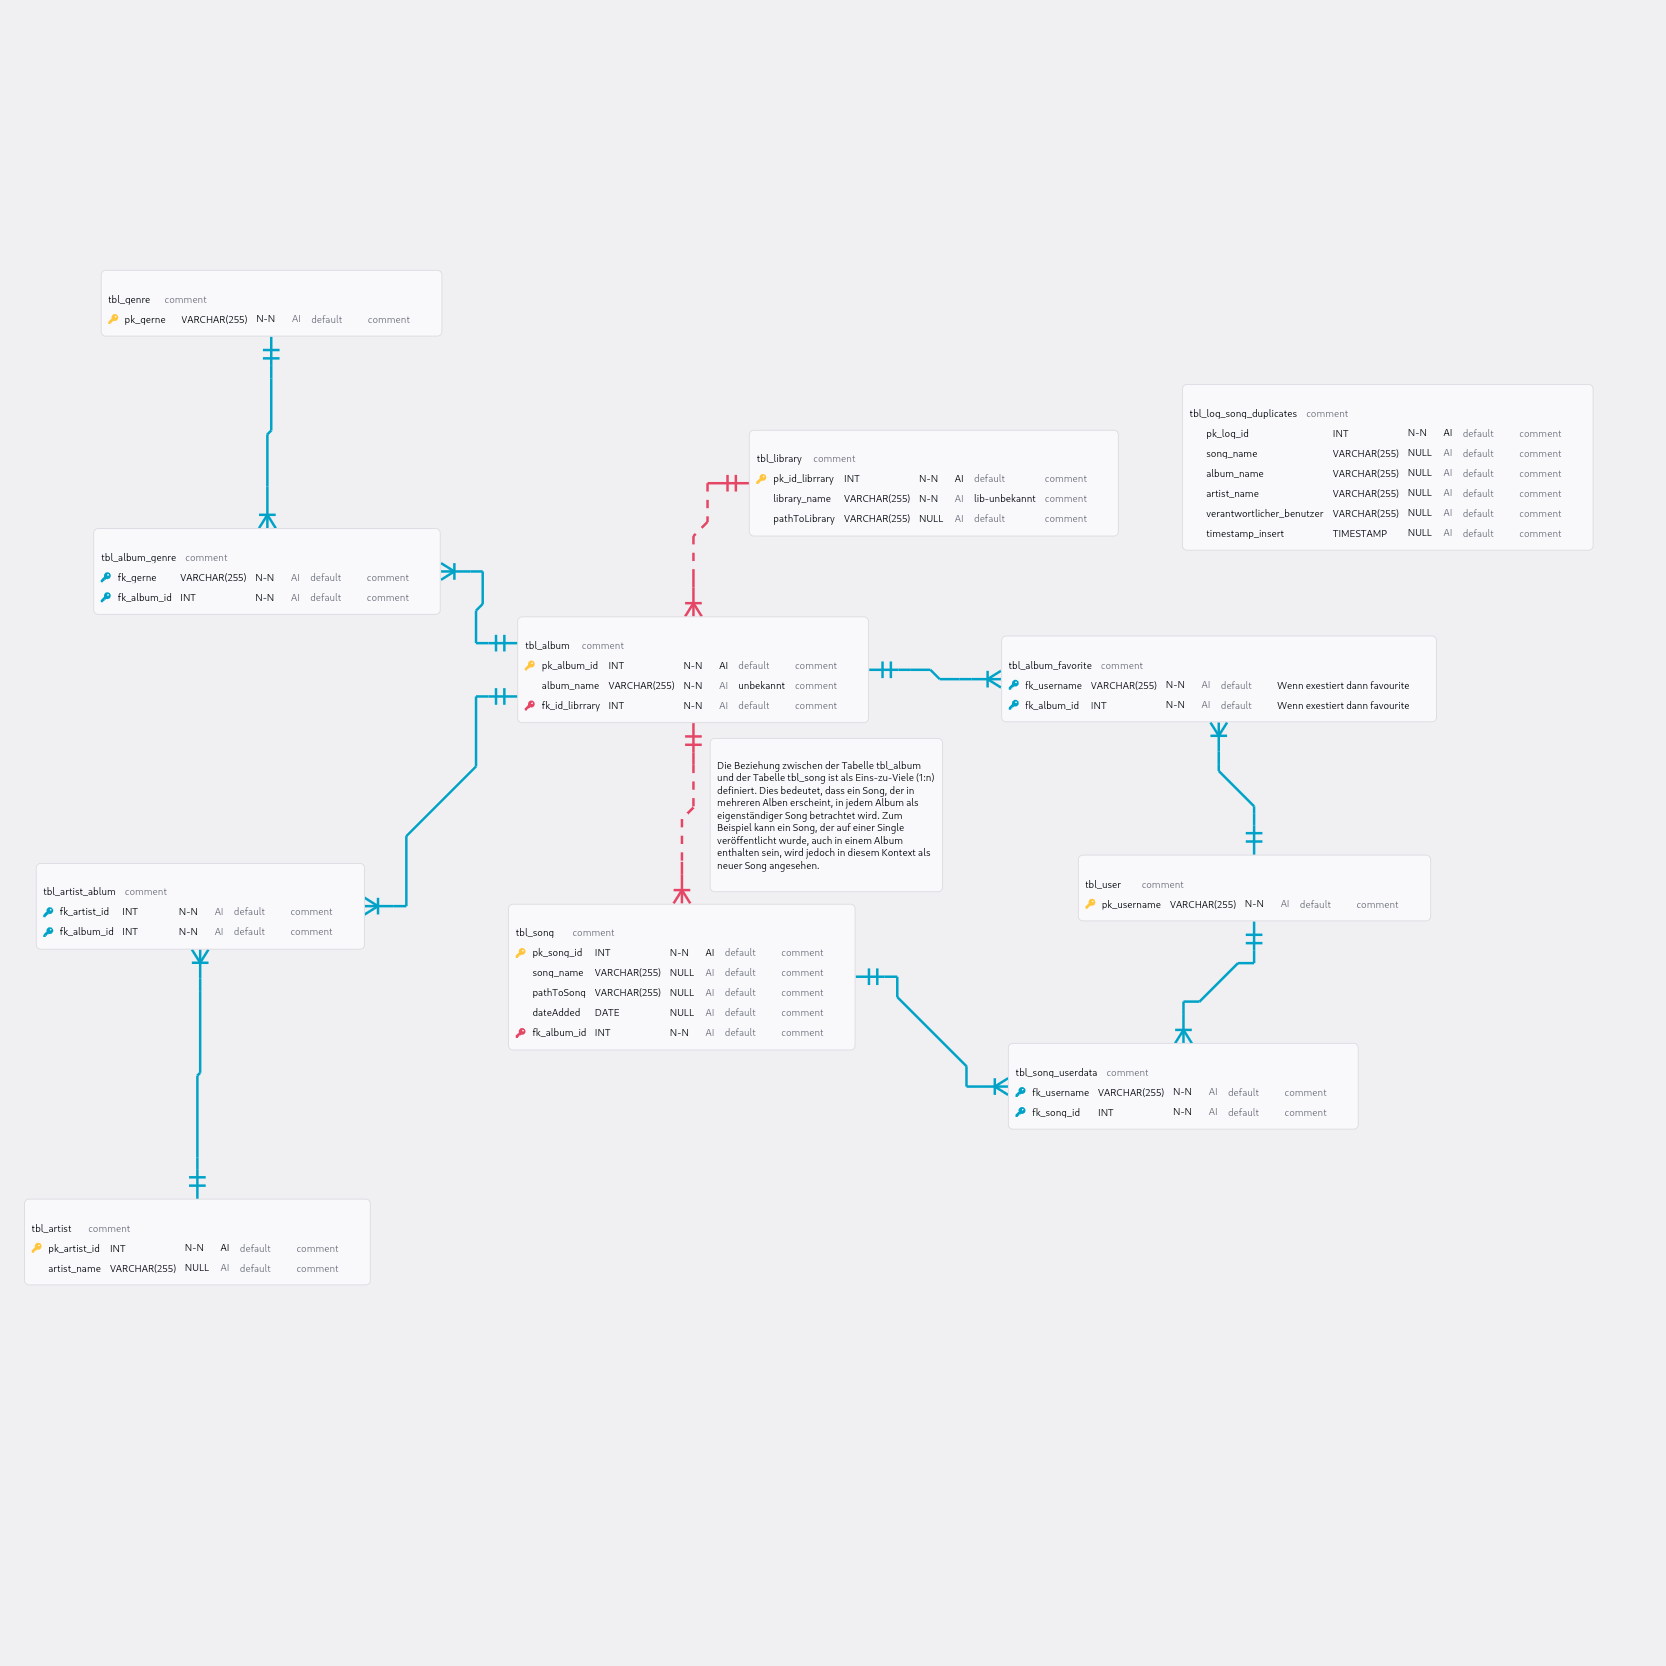 tbl_genre comment
pk_gerne VARCHAR(255) N-N AI default comment
tbl_log_song_duplicates comment
pk_log_id INT N-N AI default comment
song_name VARCHAR(255) NULL AI default comment
album_name VARCHAR(255) NULL AI default comment
artist_name VARCHAR(255) NULL AI default comment
verantwortlicher_benutzer VARCHAR(255) NULL AI default comment
timestamp_insert TIMESTAMP NULL AI default comment
tbl_library comment
pk_id_librrary INT N-N AI default comment
library_name VARCHAR(255) N-N AI lib-unbekannt comment
pathToLibrary VARCHAR(255) NULL AI default comment
tbl_album_genre comment
fk_gerne VARCHAR(255) N-N AI default comment
fk_album_id INT N-N AI default comment
tbl_album comment
pk_album_id INT N-N AI default comment
album_name VARCHAR(255) N-N AI unbekannt comment
fk_id_librrary INT N-N AI default comment
tbl_album_favorite comment
fk_username VARCHAR(255) N-N AI default Wenn exestiert dann favourite
fk_album_id INT N-N AI default Wenn exestiert dann favourite
Die Beziehung zwischen der Tabelle tbl_album
und der Tabelle tbl_song ist als Eins-zu-Viele (1:n)
definiert. Dies bedeutet, dass ein Song, der in
mehreren Alben erscheint, in jedem Album als
eigenständiger Song betrachtet wird. Zum
Beispiel kann ein Song, der auf einer Single
veröffentlicht wurde, auch in einem Album
enthalten sein, wird jedoch in diesem Kontext als
neuer Song angesehen.
tbl_user comment
pk_username VARCHAR(255) N-N AI default comment
tbl_artist_ablum comment
fk_artist_id INT N-N AI default comment
fk_album_id INT N-N AI default comment
tbl_song comment
pk_song_id INT N-N AI default comment
song_name VARCHAR(255) NULL AI default comment
pathToSong VARCHAR(255) NULL AI default comment
dateAdded DATE NULL AI default comment
fk_album_id INT N-N AI default comment
tbl_song_userdata comment
fk_username VARCHAR(255) N-N AI default comment
fk_song_id INT N-N AI default comment
tbl_artist comment
pk_artist_id INT N-N AI default comment
artist_name VARCHAR(255) NULL AI default comment